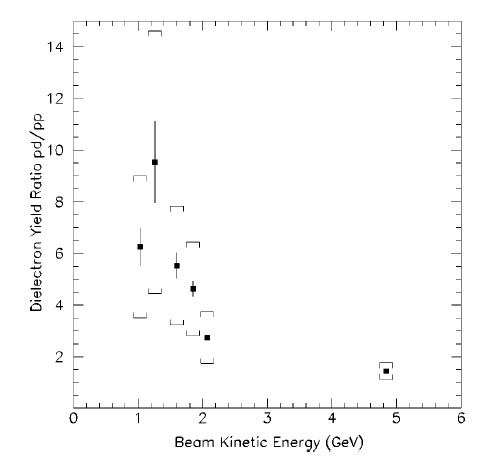 14
12
10
8
6
4
2
Dielectron Yield Ratio pd/pp
0 1 2 3 4 5 6
Beam Kinetic Energy (GeV)